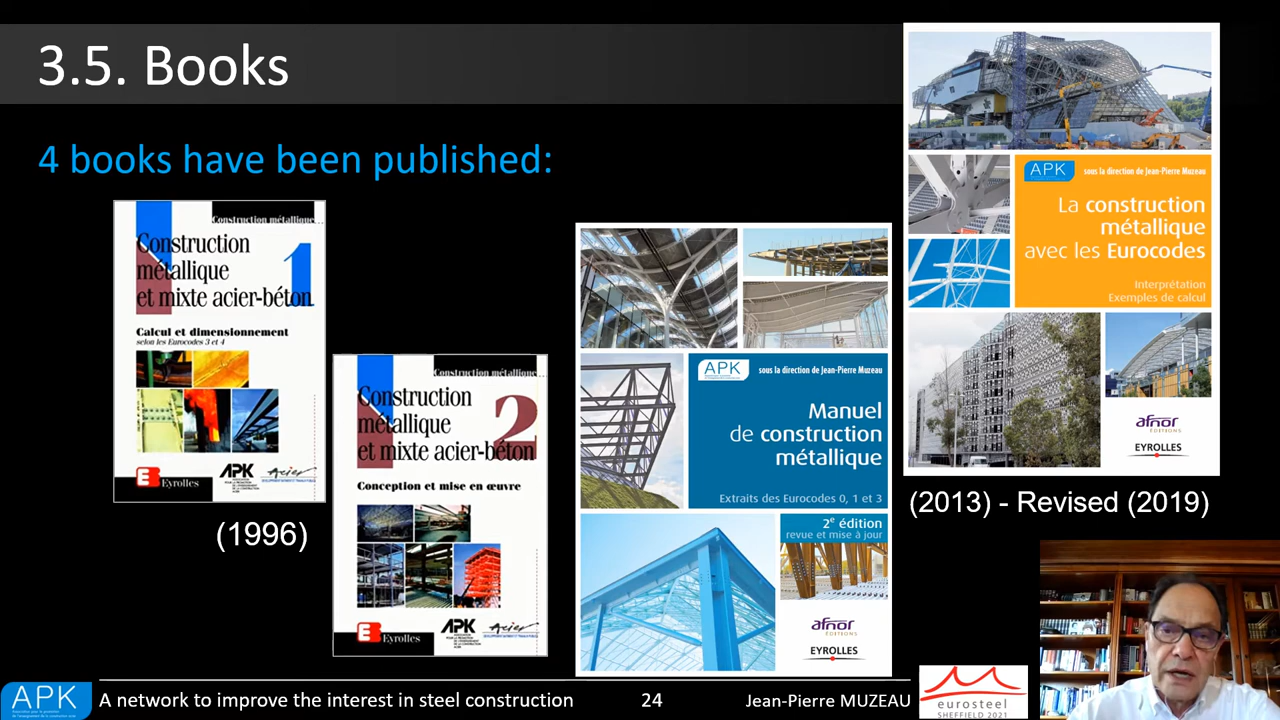 3.5. Books
4 books have been published:
Construction métallique...
Construction
métallique
et mixte acier-béton
1
Calcul et dimensionnement
selon les Eurocodes 3 et 4
Eyrolles
APK
Acier
(1996)
Construction métallique...
Construction
métallique
et mixte acier-béton
2
Conception et mise en œuvre
Eyrolles
APK
Acier
APK
sous la direction de Jean-Pierre Muzeau
Manuel
de construction
métallique
Extraits des Eurocodes 0, 1 et 3
2e édition
revue et mise à jour
afnor
ÉDITIONS
EYROLLES
APK
sous la direction de Jean-Pierre Muzeau
La construction
métallique
avec les Eurocodes
Interprétation
Exemples de calcul
afnor
ÉDITIONS
EYROLLES
(2013) - Revised (2019)
APK
A network to improve the interest in steel construction
24
Jean-Pierre MUZEAU
eurosteel
SHEFFIELD 2021